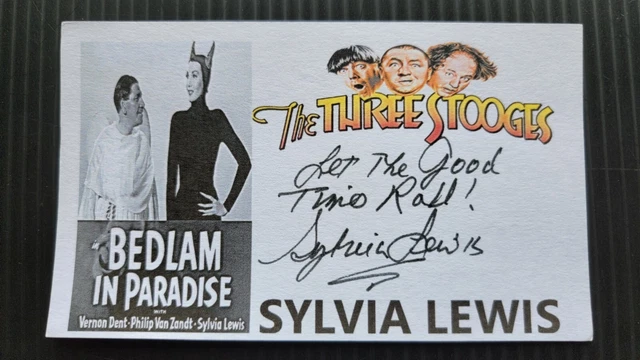 The THREE STOOGES
Let The Good
Times Roll!
Sylvia Lewis
"BEDLAM
IN PARADISE
WITH
Vernon Dent·Philip Van Zandt·Sylvia Lewis
SYLVIA LEWIS